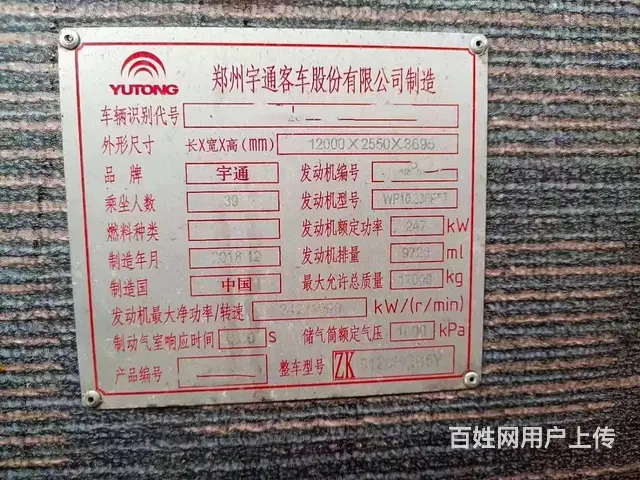 YUTONG
郑州宇通客车股份有限公司制造
车辆识别代号
外形尺寸 长X宽X高(mm) 12000×2550×3695
品牌 宇通 发动机编号
乘坐人数 39 发动机型号
燃料种类 发动机额定功率 247 kW
制造年月 2016.12 发动机排量 9726 ml
制造国 中国 最大允许总质量 kg
发动机最大净功率/转速 kW/(r/min)
制动气室响应时间 s 储气筒额定气压 kPa
产品编号 整车型号 ZK
百姓网用户上传